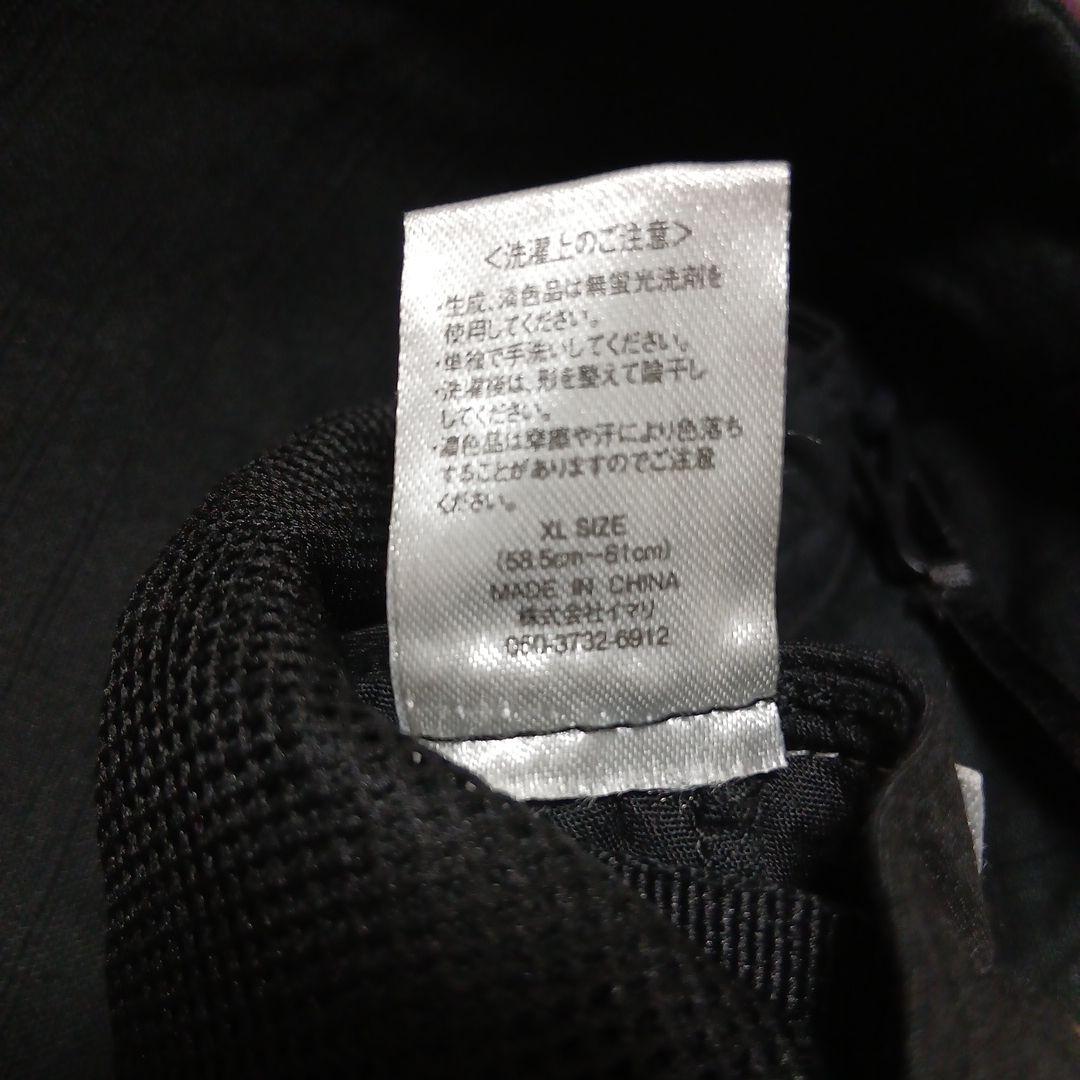 <洗濯上のご注意>
・生成、濃色品は無蛍光洗剤を
使用してください。
・単独で手洗いしてください。
・洗濯後は、形を整えて陰干し
してください。
・濃色品は摩擦や汗により色落ち
することがありますのでご注意
ください。
XL SIZE
(58.5cm〜61cm)
MADE IN CHINA
株式会社イマリ
050-3732-6912